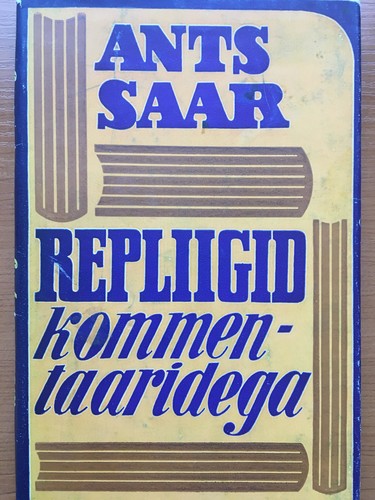 ANTS
SAAR
REPLIIGID
kommen-
taaridega